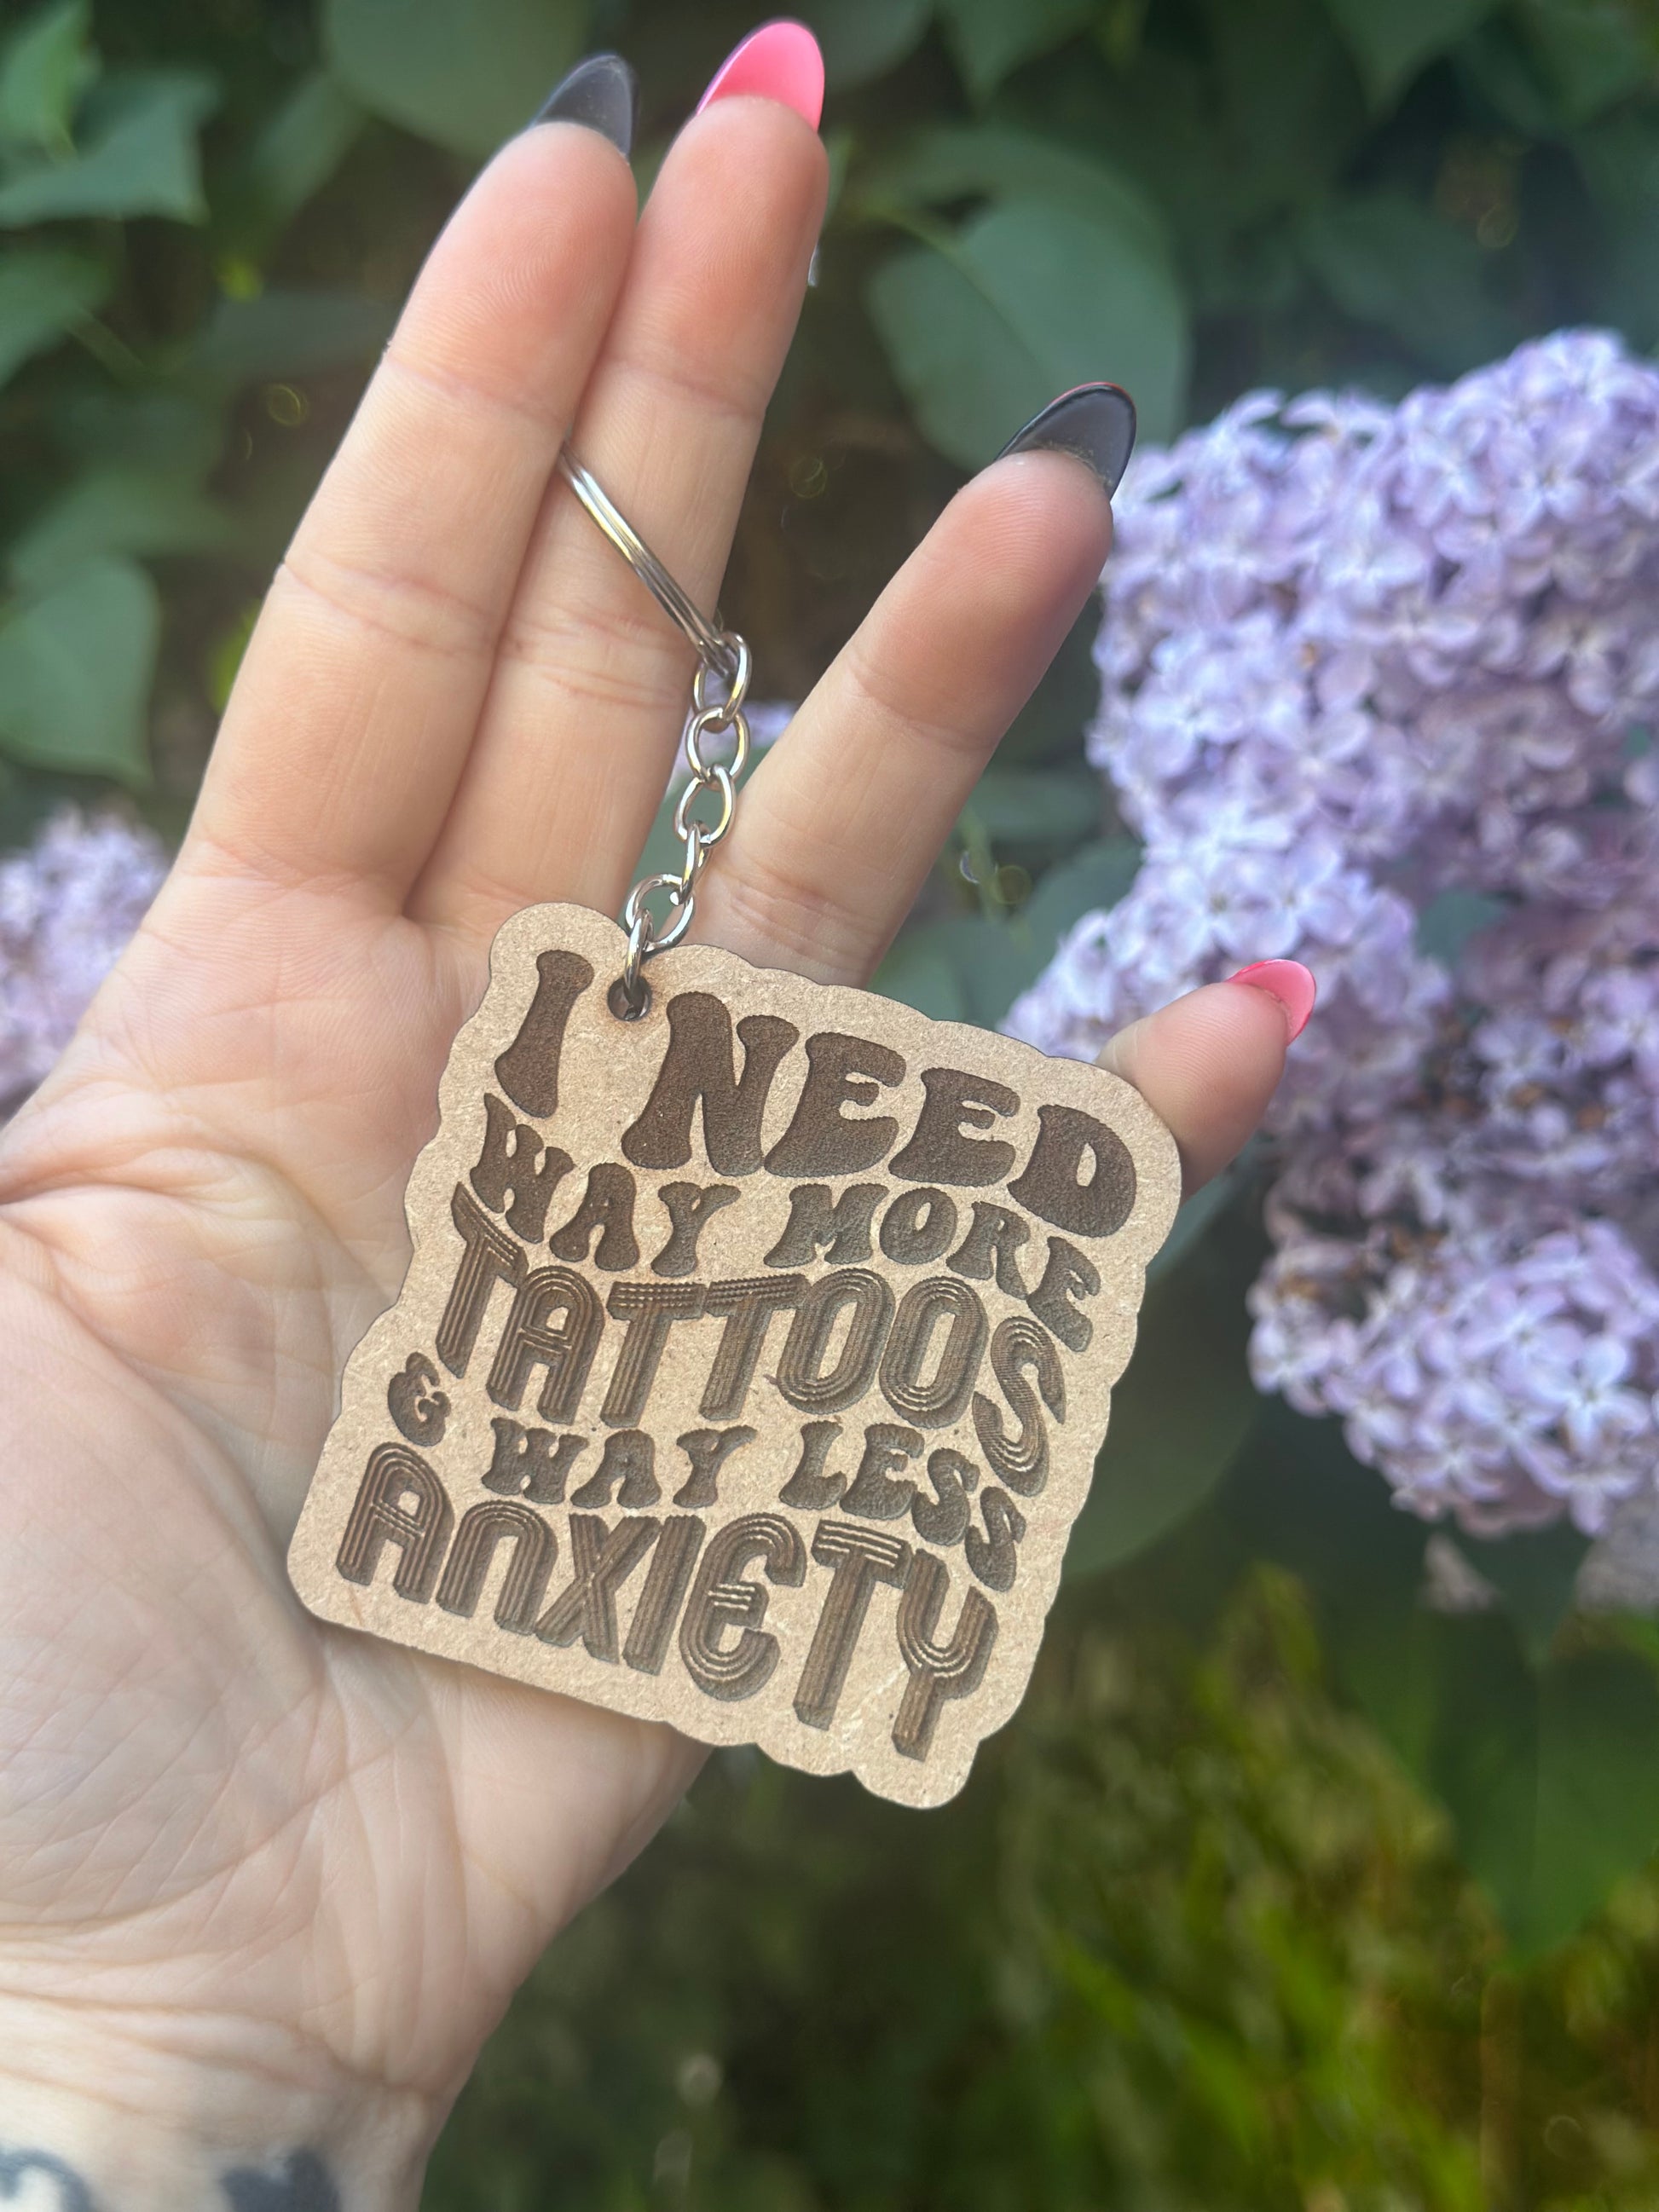 I NEED
WAY MORE
TATTOOS
& WAY LESS
ANXIETY